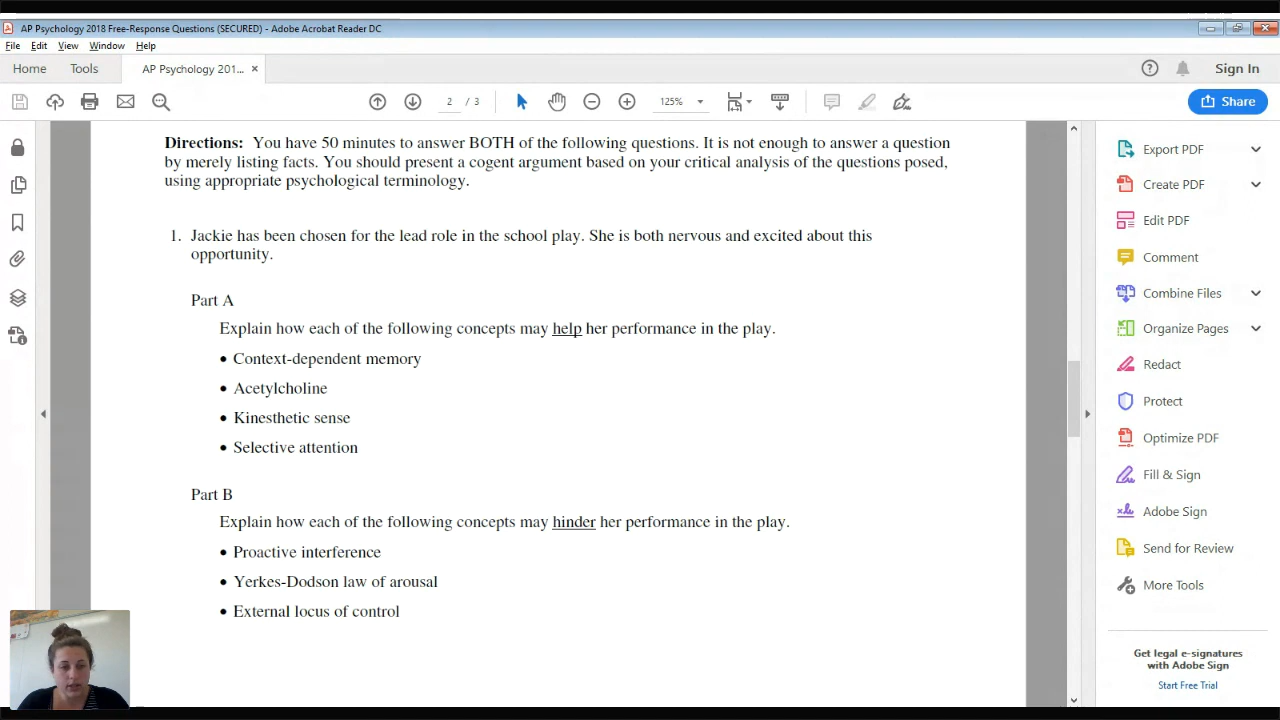 AP Psychology 2018 Free-Response Questions (SECURED) - Adobe Acrobat Reader DC
File Edit View Window Help
Home Tools AP Psychology 201... × Sign In
2 / 3 125% Share
Directions: You have 50 minutes to answer BOTH of the following questions. It is not enough to answer a question
by merely listing facts. You should present a cogent argument based on your critical analysis of the questions posed,
using appropriate psychological terminology.
1. Jackie has been chosen for the lead role in the school play. She is both nervous and excited about this
opportunity.
Part A
Explain how each of the following concepts may help her performance in the play.
• Context-dependent memory
• Acetylcholine
• Kinesthetic sense
• Selective attention
Part B
Explain how each of the following concepts may hinder her performance in the play.
• Proactive interference
• Yerkes-Dodson law of arousal
• External locus of control
Export PDF
Create PDF
Edit PDF
Comment
Combine Files
Organize Pages
Redact
Protect
Optimize PDF
Fill & Sign
Adobe Sign
Send for Review
More Tools
Get legal e-signatures
with Adobe Sign
Start Free Trial